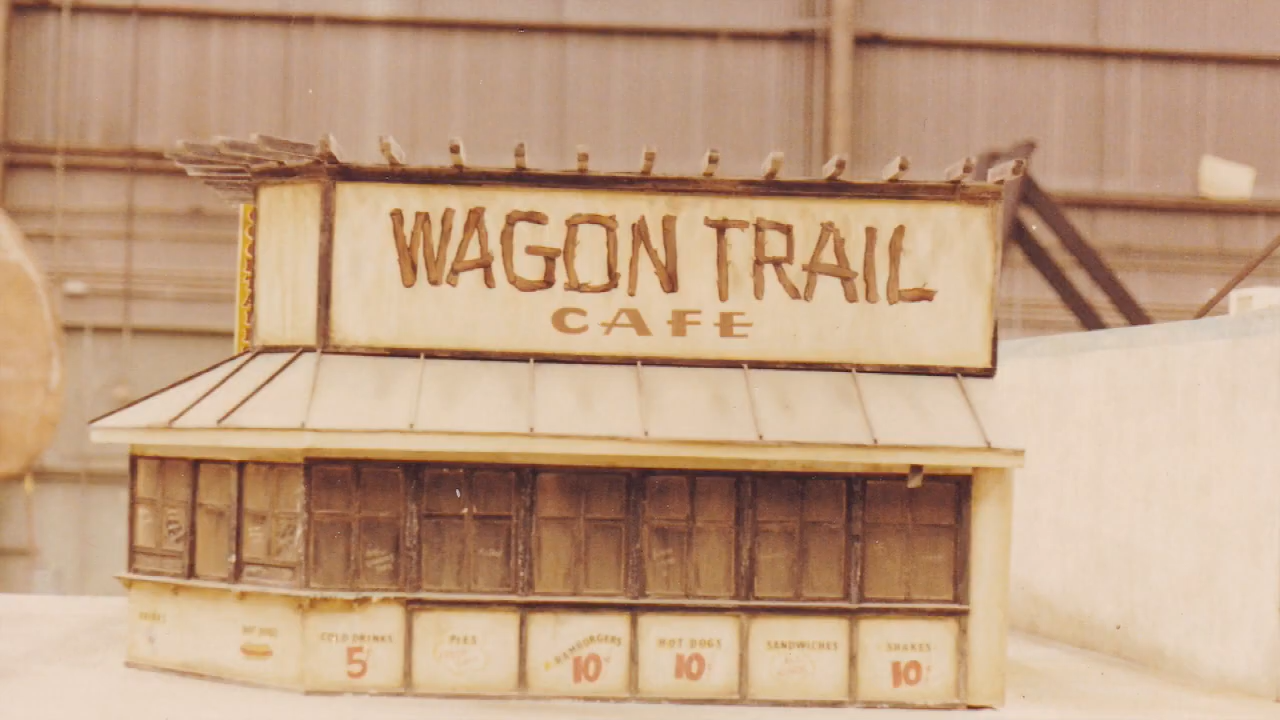 WAGON TRAIL
CAFE
COLD DRINKS
5¢
PIES
HAMBURGERS
10¢
HOT DOGS
10¢
SANDWICHES
SHAKES
10¢